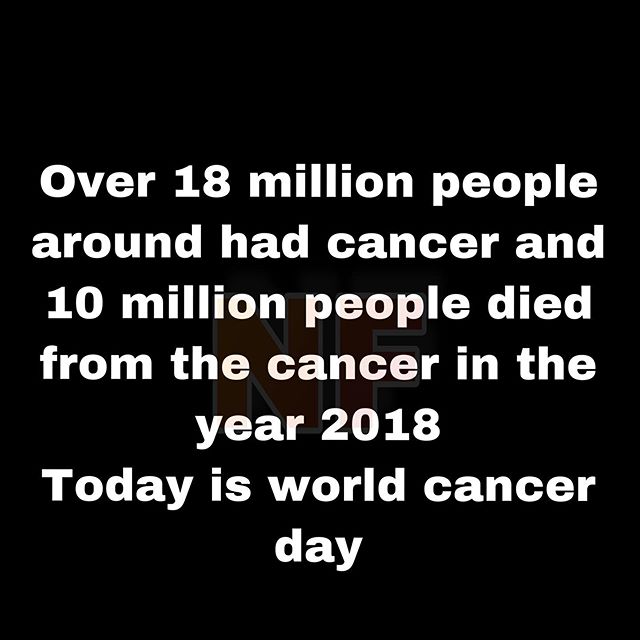 Over 18 million people
around had cancer and
10 million people died
from the cancer in the
year 2018
Today is world cancer
day
NF